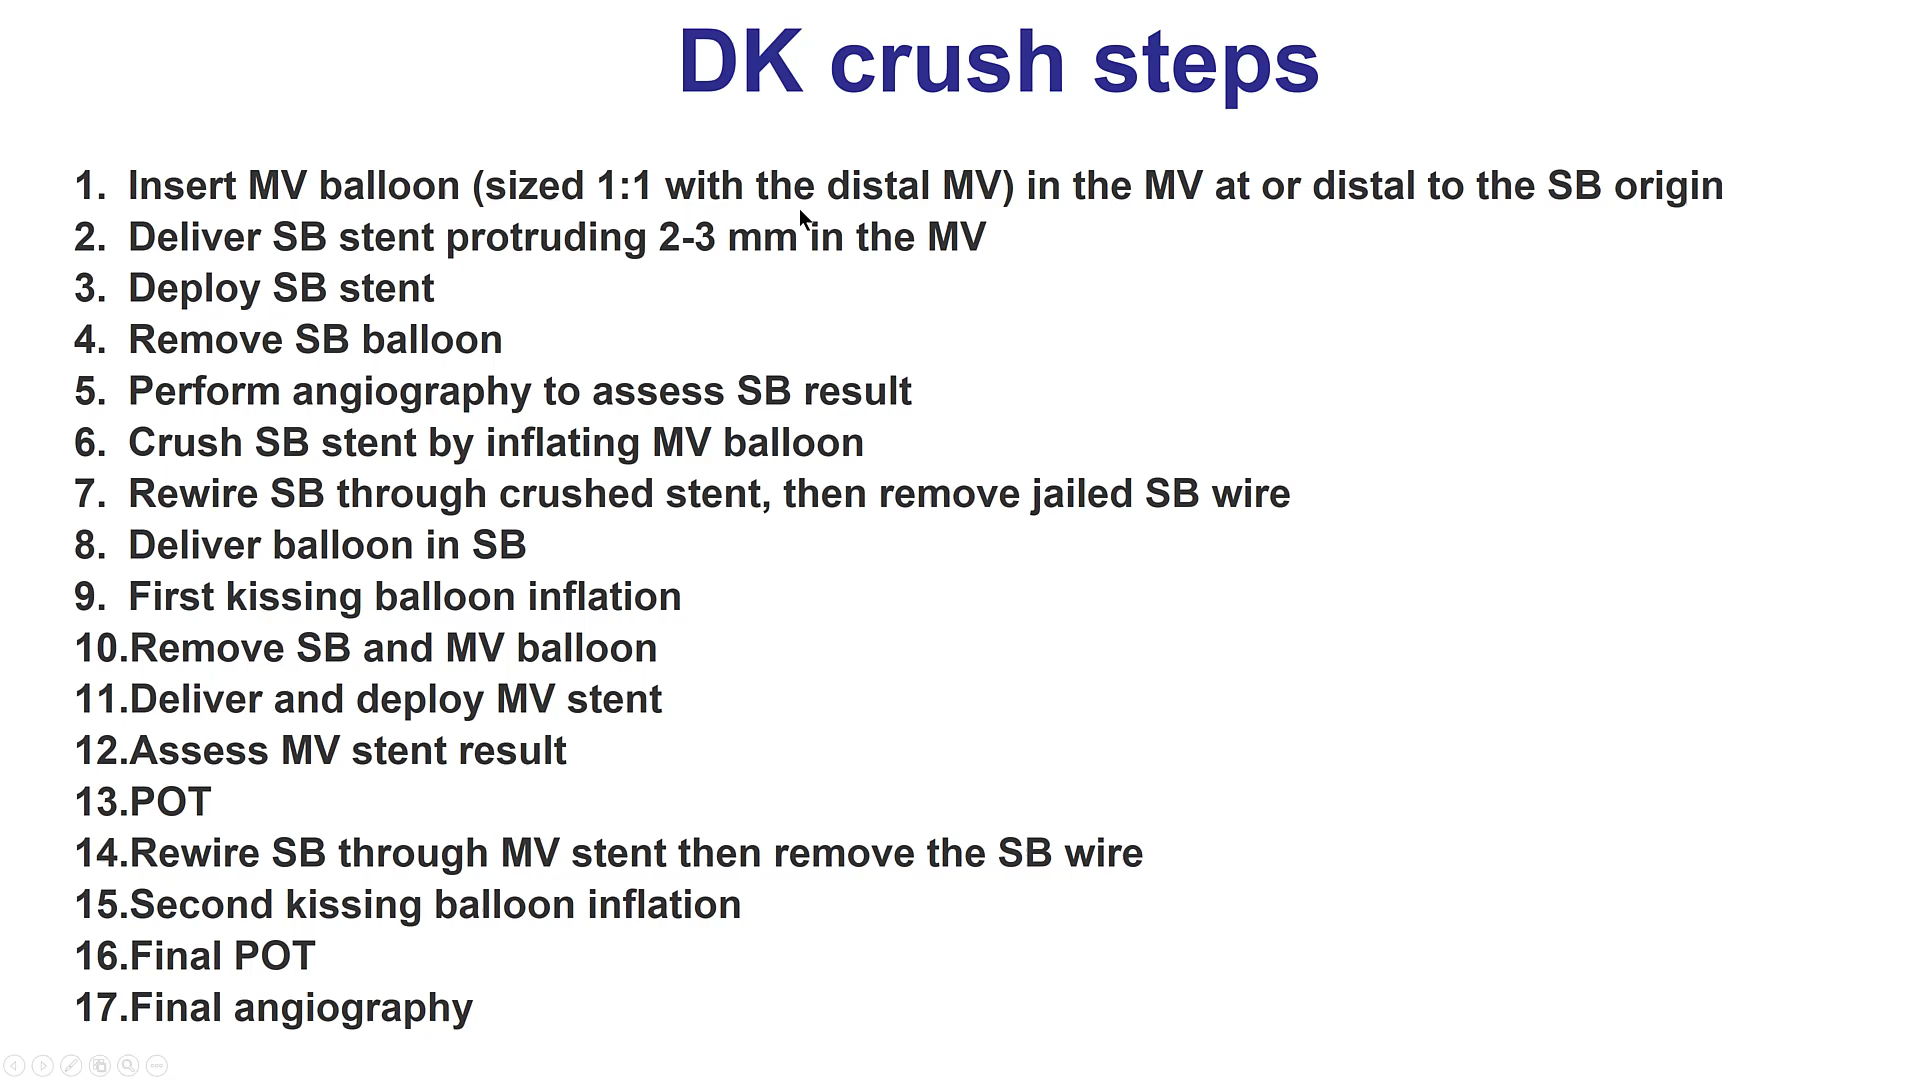 DK crush steps
1. Insert MV balloon (sized 1:1 with the distal MV) in the MV at or distal to the SB origin
2. Deliver SB stent protruding 2-3 mm in the MV
3. Deploy SB stent
4. Remove SB balloon
5. Perform angiography to assess SB result
6. Crush SB stent by inflating MV balloon
7. Rewire SB through crushed stent, then remove jailed SB wire
8. Deliver balloon in SB
9. First kissing balloon inflation
10.Remove SB and MV balloon
11.Deliver and deploy MV stent
12.Assess MV stent result
13.POT
14.Rewire SB through MV stent then remove the SB wire
15.Second kissing balloon inflation
16.Final POT
17.Final angiography